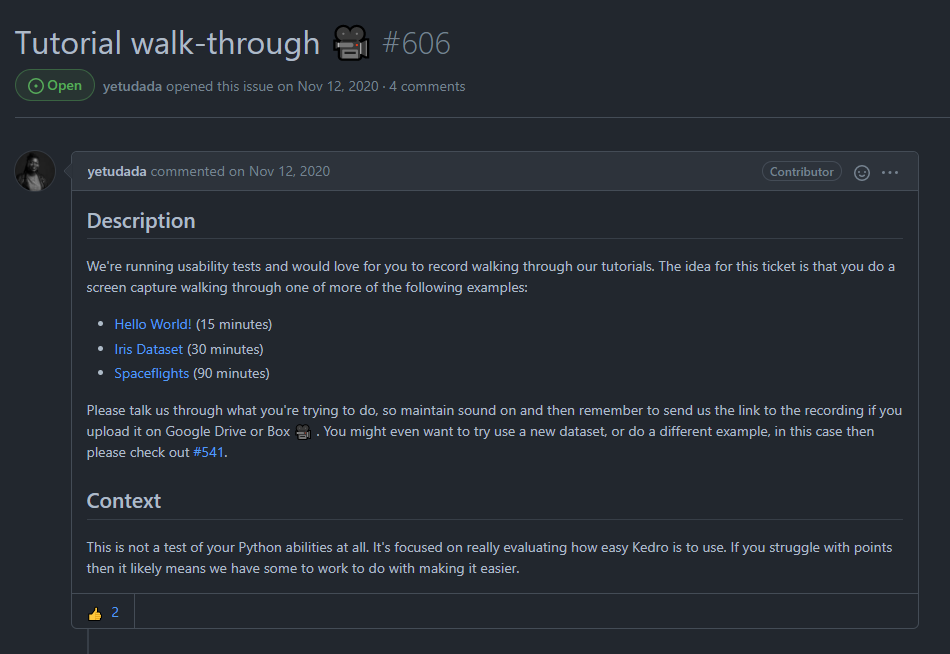 Tutorial walk-through 🎥 #606
Open yetudada opened this issue on Nov 12, 2020 · 4 comments
yetudada commented on Nov 12, 2020 Contributor
Description
We're running usability tests and would love for you to record walking through our tutorials. The idea for this ticket is that you do a
screen capture walking through one of more of the following examples:
• Hello World! (15 minutes)
• Iris Dataset (30 minutes)
• Spaceflights (90 minutes)
Please talk us through what you're trying to do, so maintain sound on and then remember to send us the link to the recording if you
upload it on Google Drive or Box 🎥 . You might even want to try use a new dataset, or do a different example, in this case then
please check out #541.
Context
This is not a test of your Python abilities at all. It's focused on really evaluating how easy Kedro is to use. If you struggle with points
then it likely means we have some to work to do with making it easier.
👍 2